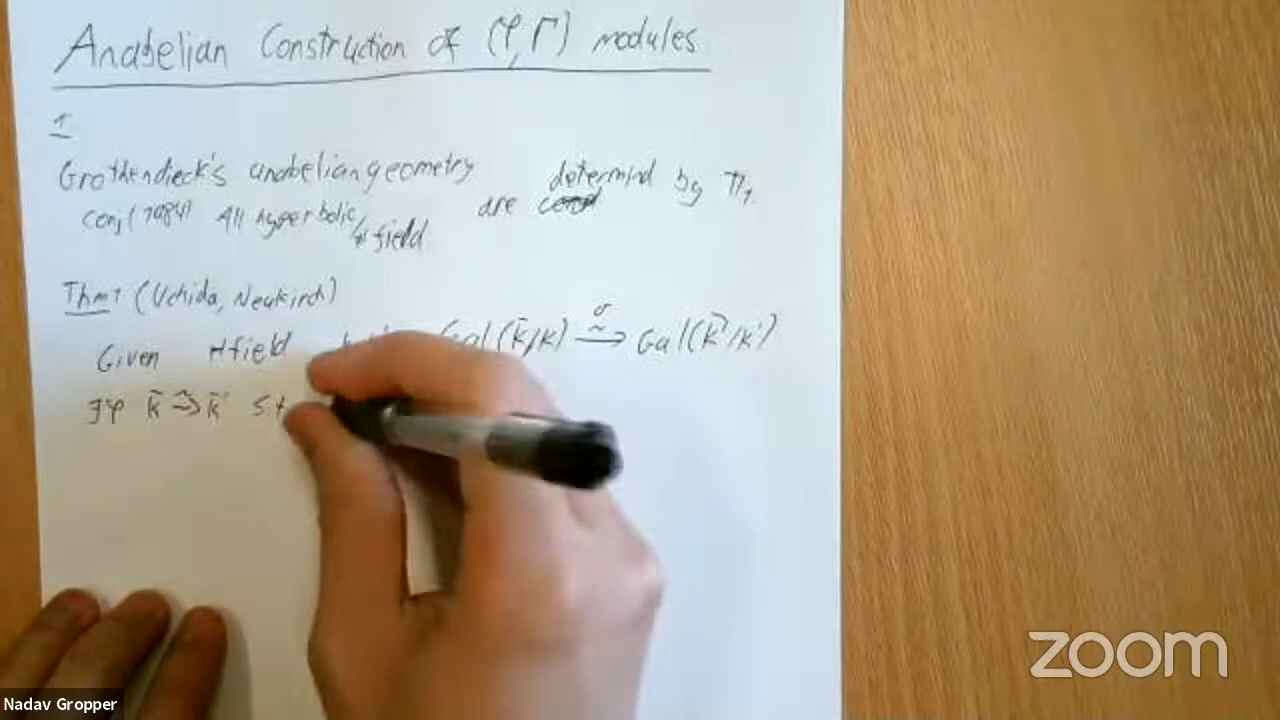 Anabelian Construction of (φ,Γ) modules
1
Grothendieck's anabelian geometry
Conj (1984) All hyperbolic / # field are determind by π₁
Thm 1 (Uchida, Neukirch)
Given #field Gal(k̄/k) ⥲ Gal(k̄'/k')
σ
∃φ k̄ ⥲ k̄' s.t
zoom
Nadav Gropper